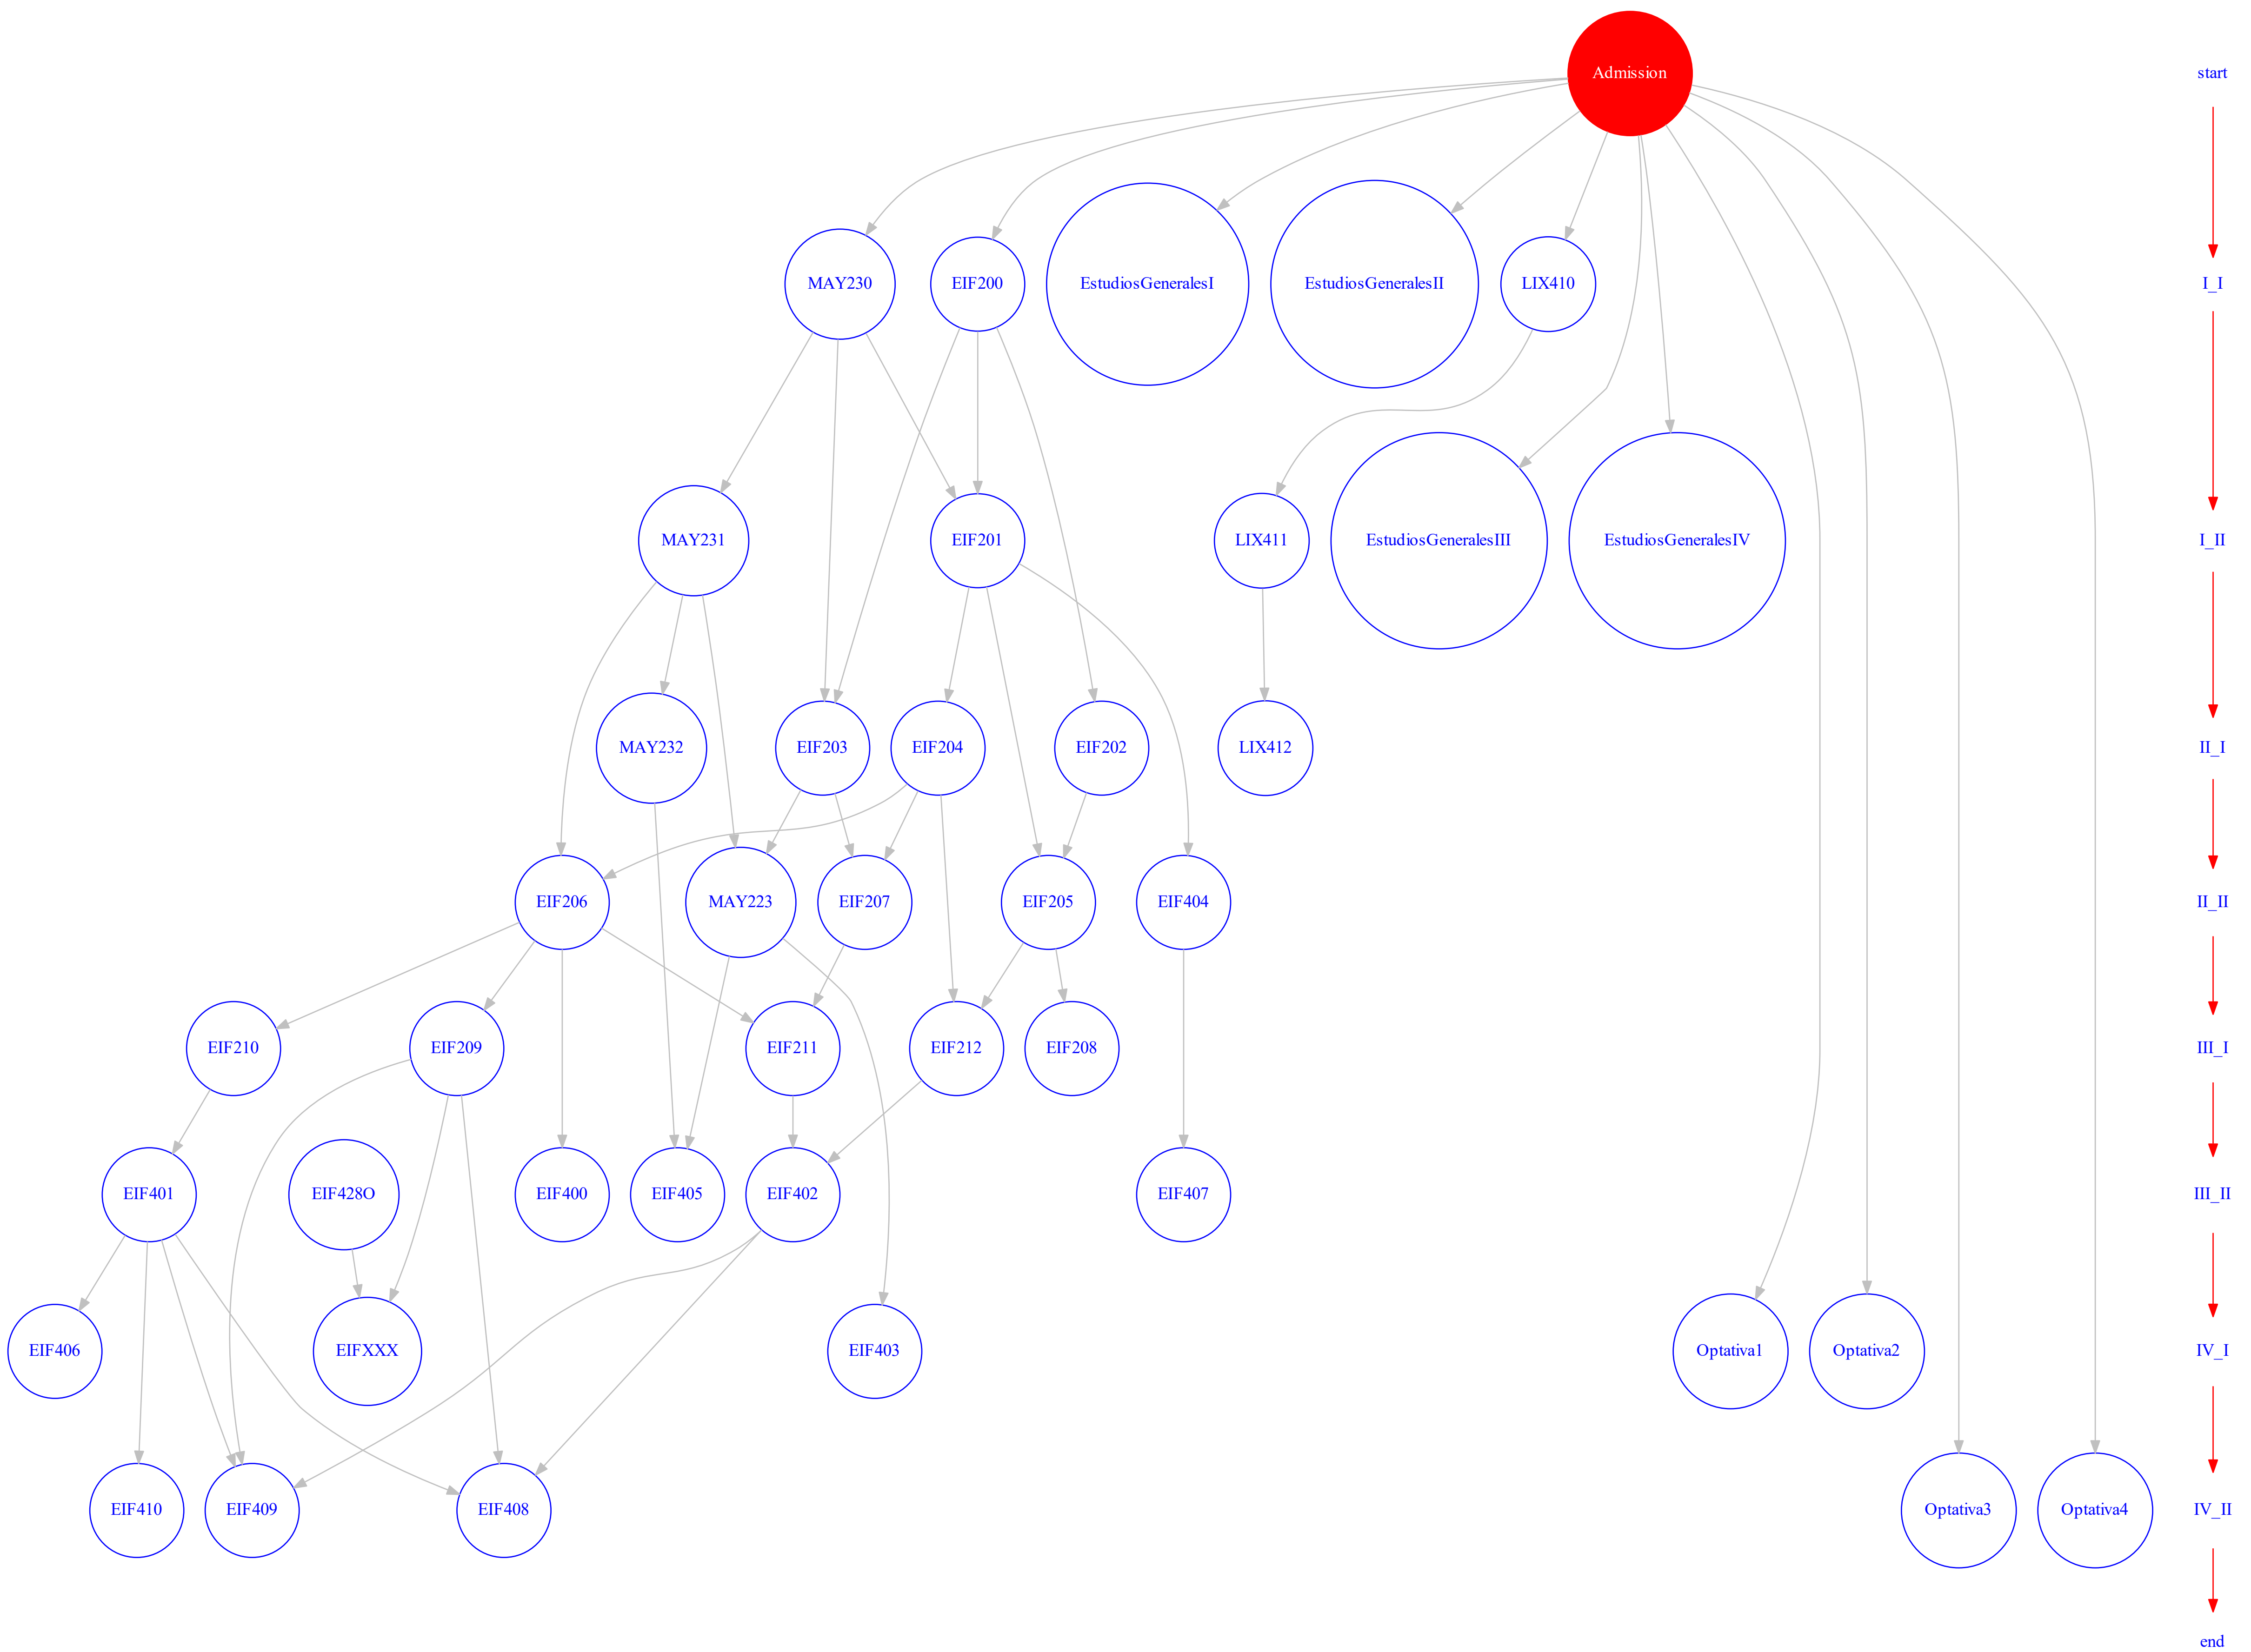 Admission
start
MAY230
EIF200
EstudiosGeneralesI
EstudiosGeneralesII
LIX410
I_I
MAY231
EIF201
LIX411
EstudiosGeneralesIII
EstudiosGeneralesIV
I_II
MAY232
EIF203
EIF204
EIF202
LIX412
II_I
EIF206
MAY223
EIF207
EIF205
EIF404
II_II
EIF210
EIF209
EIF211
EIF212
EIF208
III_I
EIF401
EIF428O
EIF400
EIF405
EIF402
EIF407
III_II
EIF406
EIFXXX
EIF403
Optativa1
Optativa2
IV_I
EIF410
EIF409
EIF408
Optativa3
Optativa4
IV_II
end